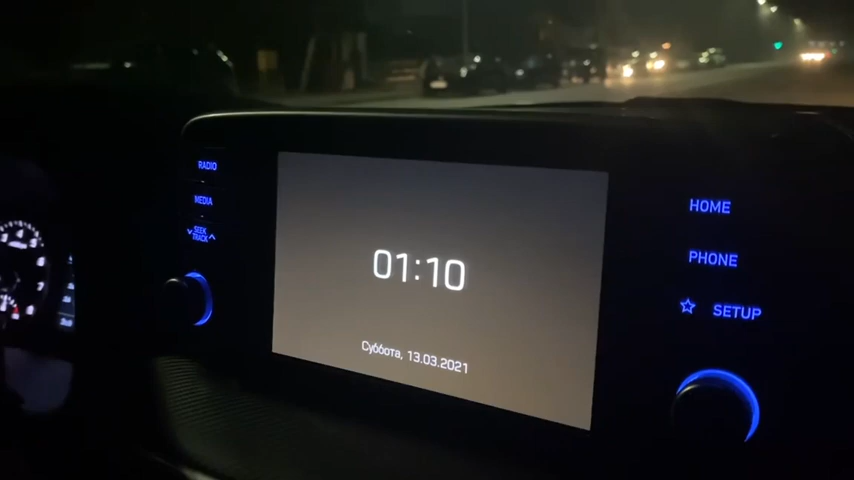 RADIO
MEDIA
SEEK
TRACK
01:10
Суббота, 13.03.2021
HOME
PHONE
☆ SETUP